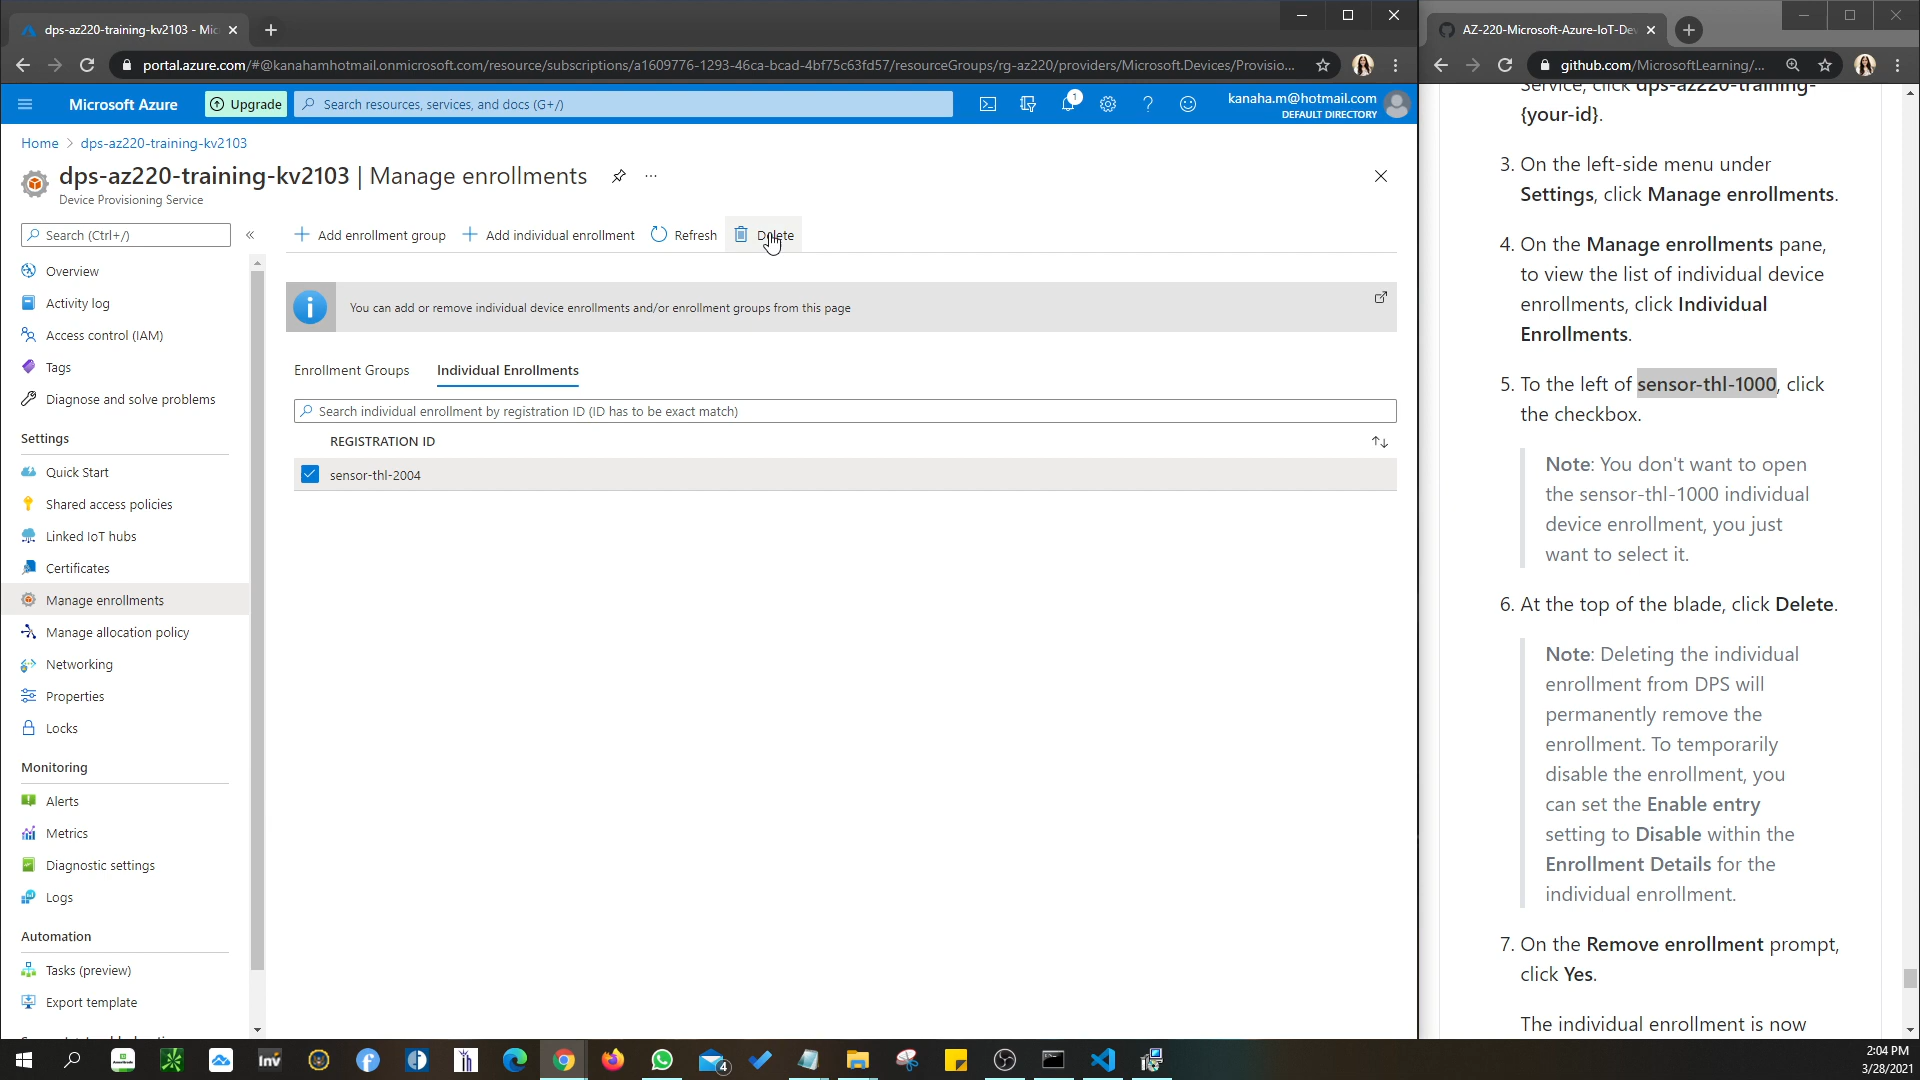 dps-az220-training-kv2103 - Mic
portal.azure.com/#@kanahamhotmail.onmicrosoft.com/resource/subscriptions/a1609776-1293-46ca-bcad-4bf75c63fd57/resourceGroups/rg-az220/providers/Microsoft.Devices/Provisio...
Microsoft Azure
Upgrade
Search resources, services, and docs (G+/)
1
kanaha.m@hotmail.com
DEFAULT DIRECTORY
Home > dps-az220-training-kv2103
dps-az220-training-kv2103 | Manage enrollments
Device Provisioning Service
Search (Ctrl+/)
Overview
Activity log
Access control (IAM)
Tags
Diagnose and solve problems
Settings
Quick Start
Shared access policies
Linked IoT hubs
Certificates
Manage enrollments
Manage allocation policy
Networking
Properties
Locks
Monitoring
Alerts
Metrics
Diagnostic settings
Logs
Automation
Tasks (preview)
Export template
Add enrollment group
Add individual enrollment
Refresh
Delete
You can add or remove individual device enrollments and/or enrollment groups from this page
Enrollment Groups
Individual Enrollments
Search individual enrollment by registration ID (ID has to be exact match)
REGISTRATION ID
sensor-thl-2004
AZ-220-Microsoft-Azure-IoT-Dev
github.com/MicrosoftLearning/...
Service, click dps-az220-training-
{your-id}.
3. On the left-side menu under
Settings, click Manage enrollments.
4. On the Manage enrollments pane,
to view the list of individual device
enrollments, click Individual
Enrollments.
5. To the left of sensor-thl-1000, click
the checkbox.
Note: You don't want to open
the sensor-thl-1000 individual
device enrollment, you just
want to select it.
6. At the top of the blade, click Delete.
Note: Deleting the individual
enrollment from DPS will
permanently remove the
enrollment. To temporarily
disable the enrollment, you
can set the Enable entry
setting to Disable within the
Enrollment Details for the
individual enrollment.
7. On the Remove enrollment prompt,
click Yes.
The individual enrollment is now
Inv
4
2:04 PM
3/28/2021